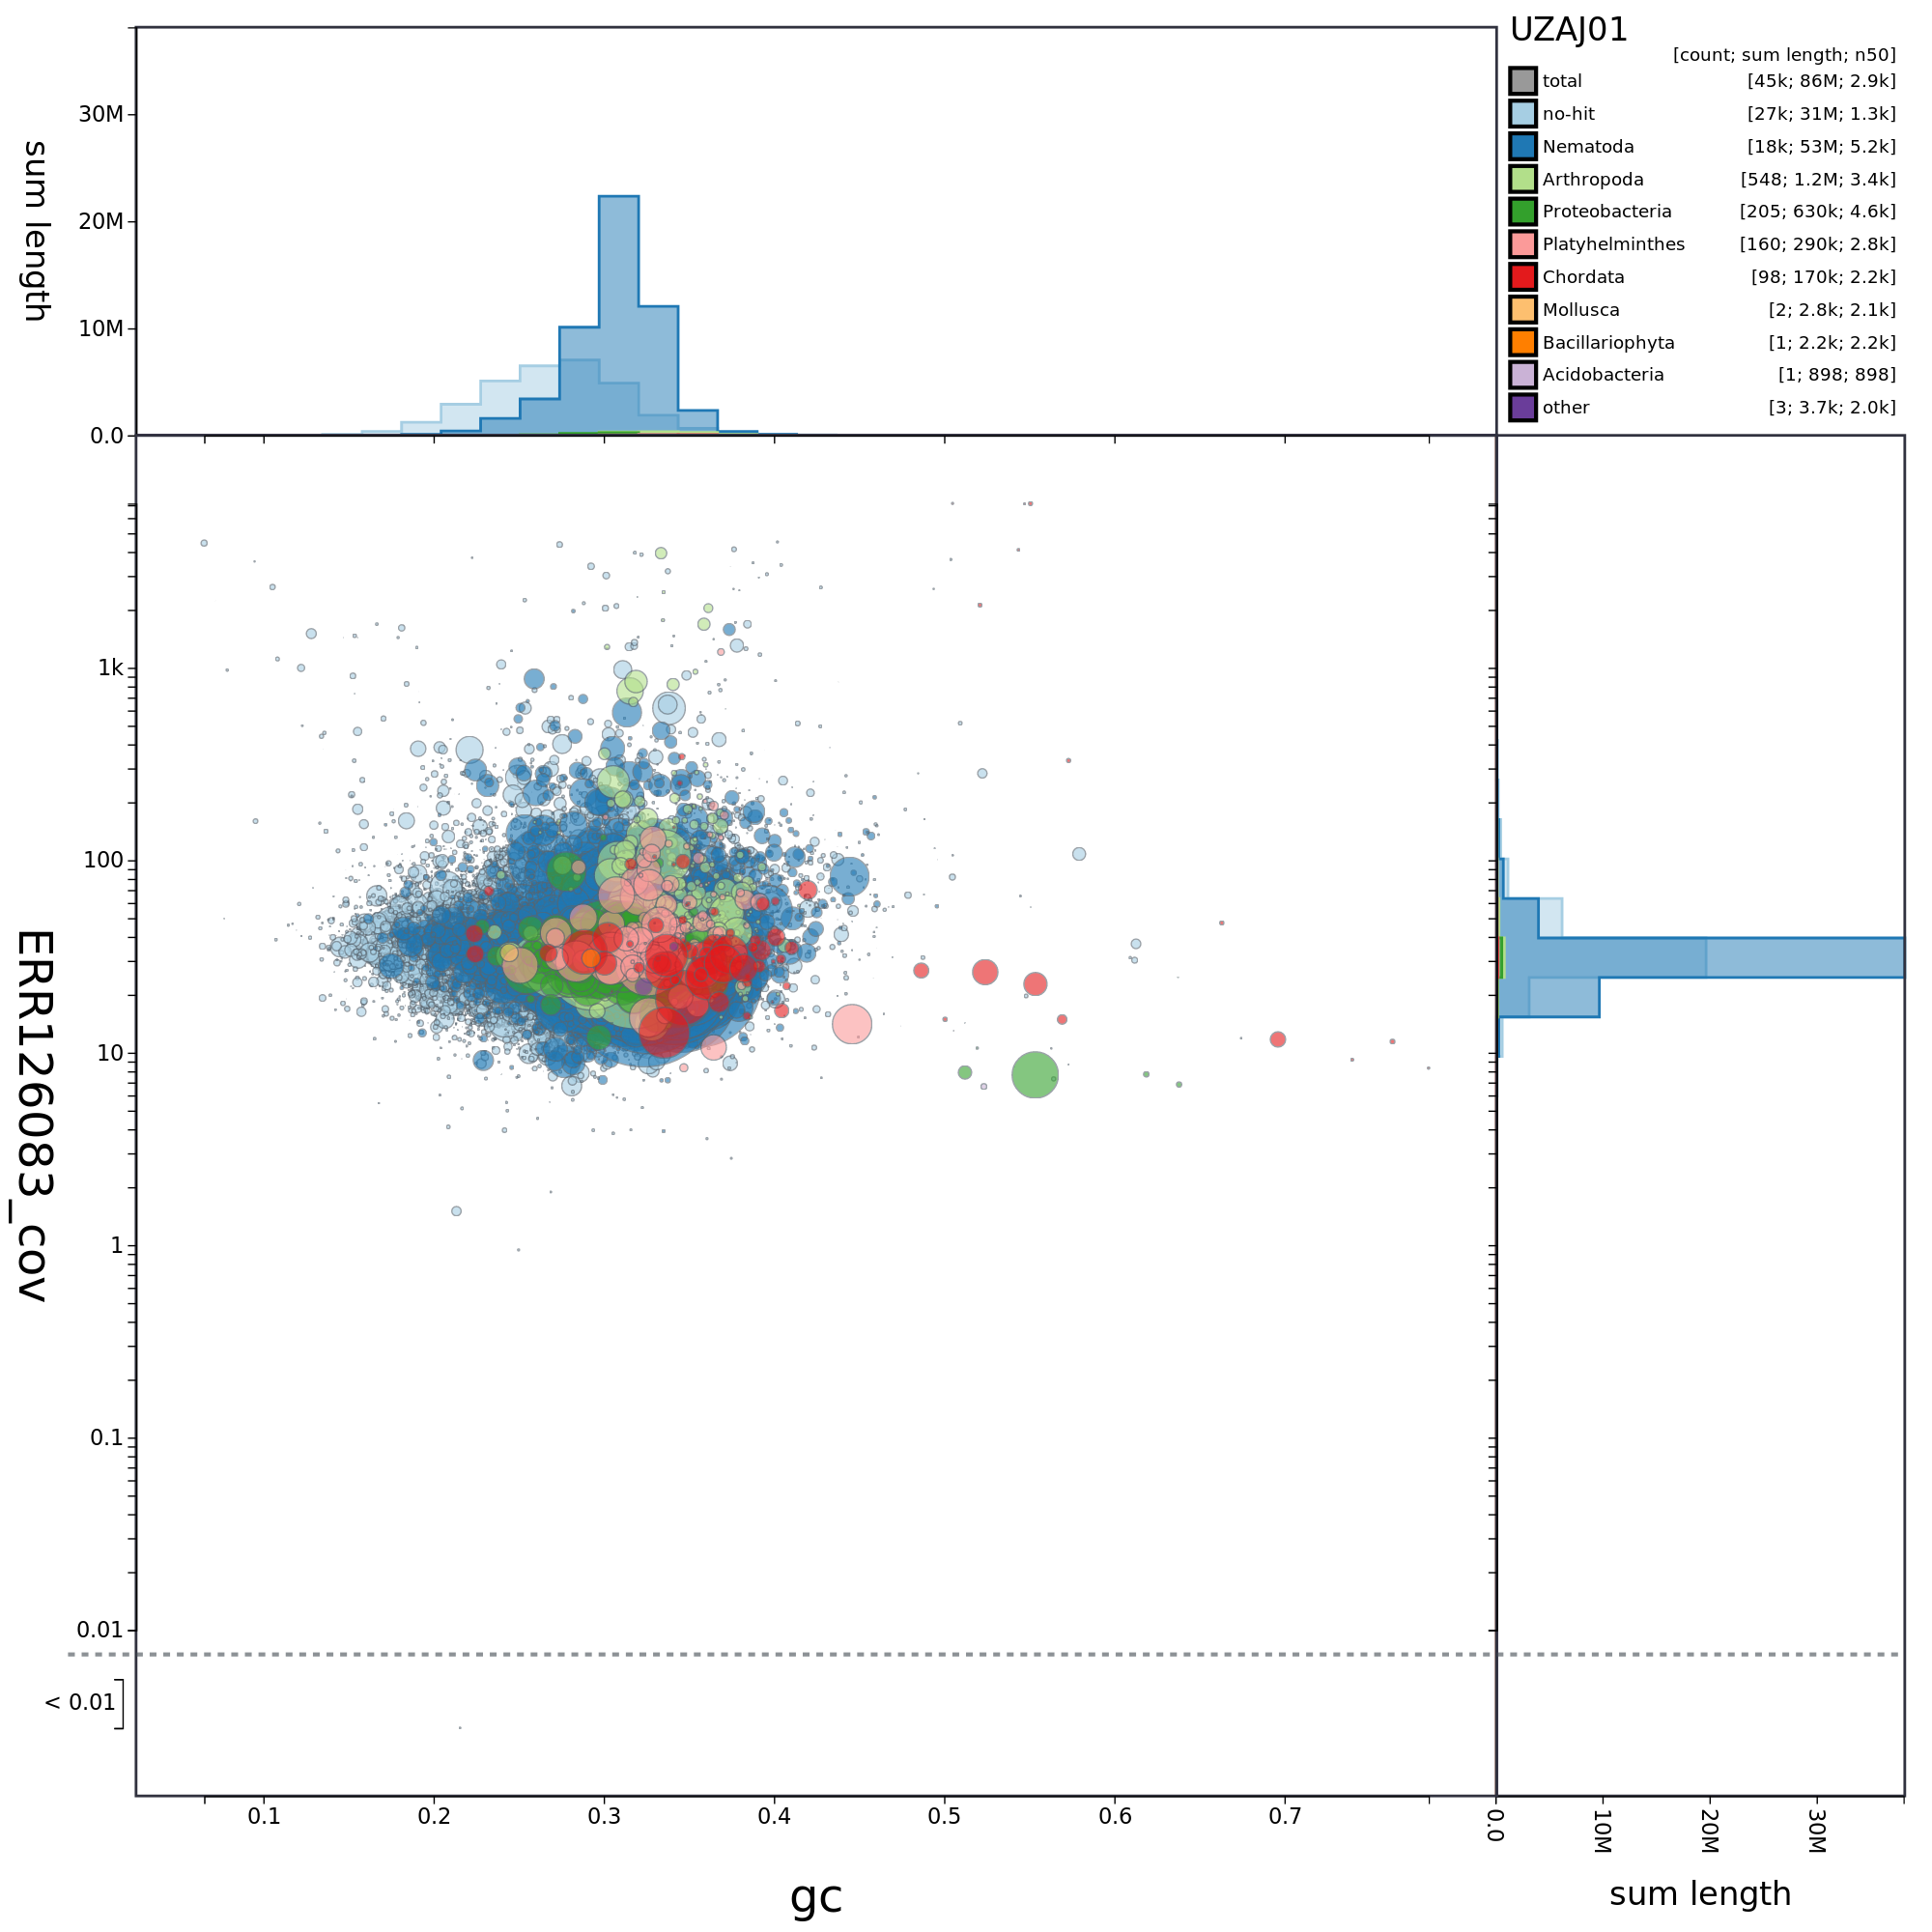 UZAJ01
[count; sum length; n50]
total [45k; 86M; 2.9k]
no-hit [27k; 31M; 1.3k]
Nematoda [18k; 53M; 5.2k]
Arthropoda [548; 1.2M; 3.4k]
Proteobacteria [205; 630k; 4.6k]
Platyhelminthes [160; 290k; 2.8k]
Chordata [98; 170k; 2.2k]
Mollusca [2; 2.8k; 2.1k]
Bacillariophyta [1; 2.2k; 2.2k]
Acidobacteria [1; 898; 898]
other [3; 3.7k; 2.0k]
sum length
30M
20M
10M
0.0
ERR126083_cov
1k
100
10
1
0.1
0.01
< 0.01
0.1 0.2 0.3 0.4 0.5 0.6 0.7
gc
0.0 10M 20M 30M
sum length